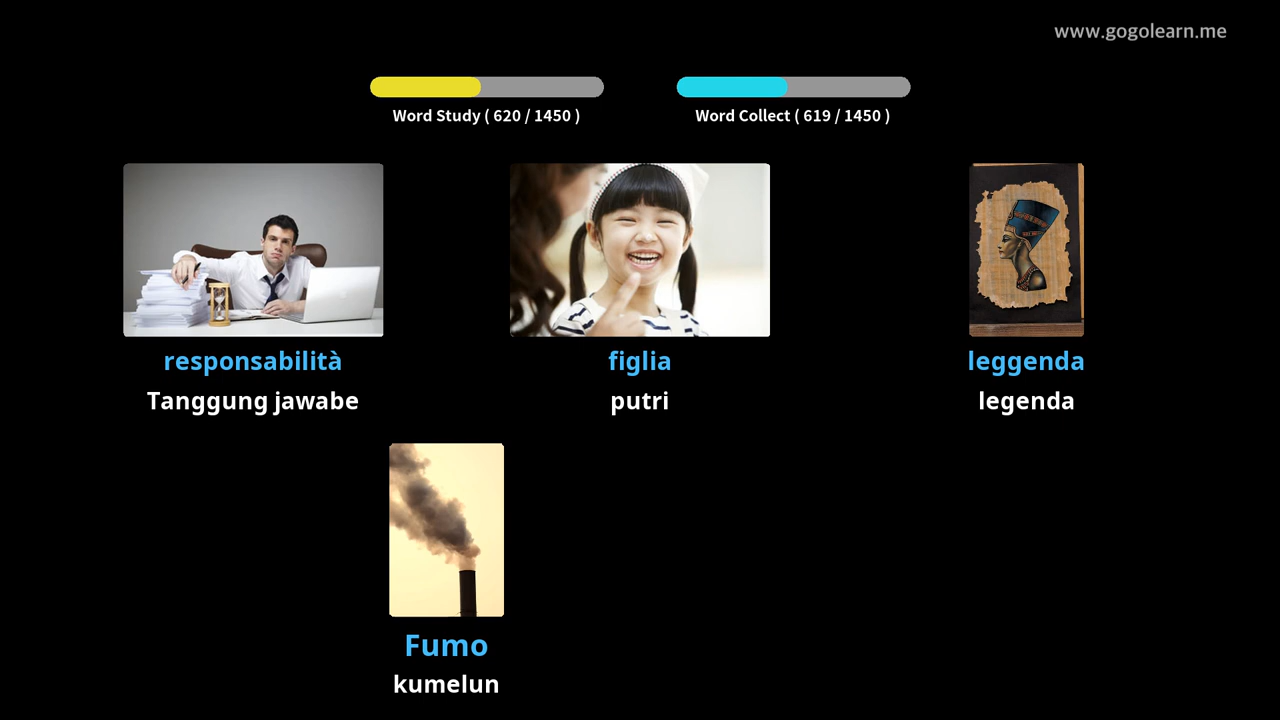 www.gogolearn.me
Word Study ( 620 / 1450 )
Word Collect ( 619 / 1450 )
responsabilità
Tanggung jawabe
figlia
putri
leggenda
legenda
Fumo
kumelun